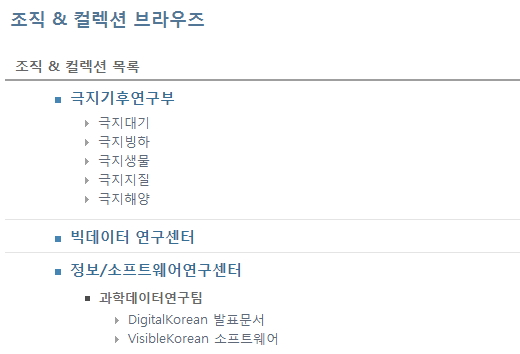 조직 & 컬렉션 브라우즈
조직 & 컬렉션 목록
극지기후연구부
극지대기
극지빙하
극지생물
극지지질
극지해양
빅데이터 연구센터
정보/소프트웨어연구센터
과학데이터연구팀
DigitalKorean 발표문서
VisibleKorean 소프트웨어